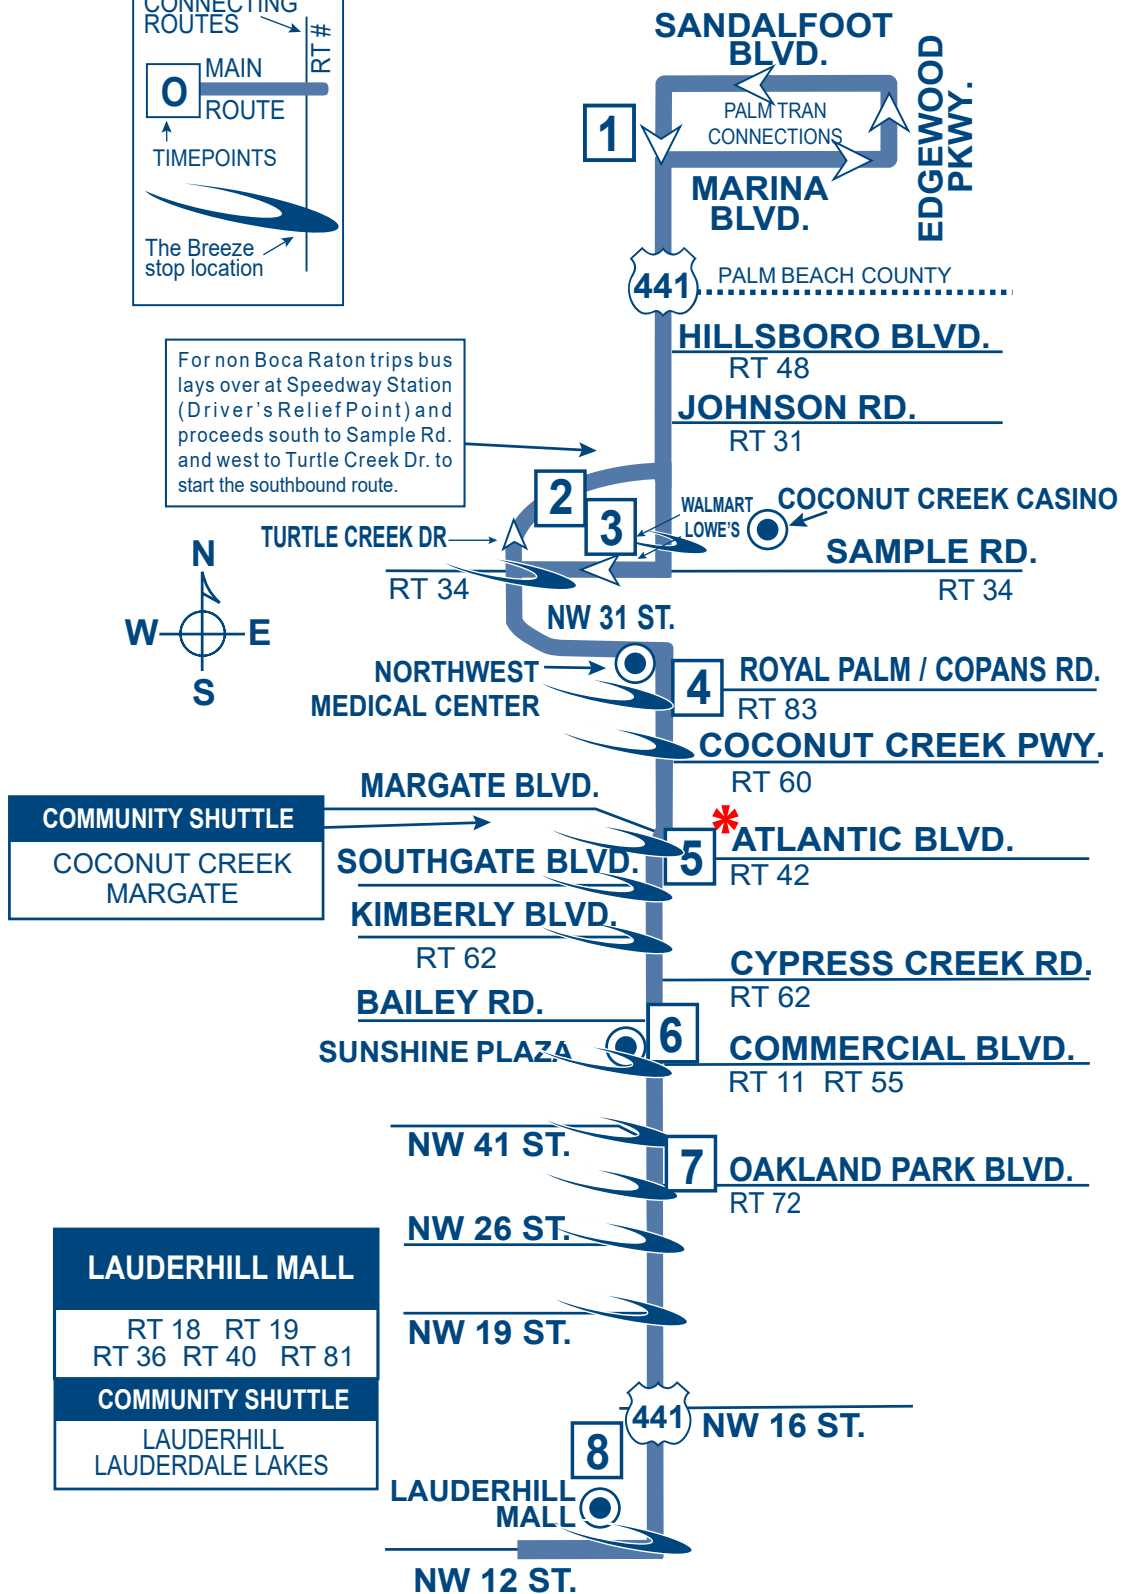 CONNECTING
ROUTES
RT #
O
MAIN
ROUTE
TIMEPOINTS
The Breeze
stop location
SANDALFOOT
BLVD.
EDGEWOOD
PKWY.
1
PALM TRAN
CONNECTIONS
MARINA
BLVD.
441
PALM BEACH COUNTY
HILLSBORO BLVD.
RT 48
JOHNSON RD.
RT 31
For non Boca Raton trips bus
lays over at Speedway Station
(Driver's Relief Point) and
proceeds south to Sample Rd.
and west to Turtle Creek Dr. to
start the southbound route.
2
3
WALMART
LOWE'S
COCONUT CREEK CASINO
TURTLE CREEK DR
SAMPLE RD.
RT 34
RT 34
N
W
E
S
NW 31 ST.
NORTHWEST
MEDICAL CENTER
4
ROYAL PALM / COPANS RD.
RT 83
COCONUT CREEK PWY.
RT 60
MARGATE BLVD.
COMMUNITY SHUTTLE
COCONUT CREEK
MARGATE
*
5
ATLANTIC BLVD.
RT 42
SOUTHGATE BLVD.
KIMBERLY BLVD.
RT 62
CYPRESS CREEK RD.
RT 62
BAILEY RD.
6
SUNSHINE PLAZA
COMMERCIAL BLVD.
RT 11 RT 55
NW 41 ST.
7
OAKLAND PARK BLVD.
RT 72
NW 26 ST.
LAUDERHILL MALL
RT 18 RT 19
RT 36 RT 40 RT 81
COMMUNITY SHUTTLE
LAUDERHILL
LAUDERDALE LAKES
NW 19 ST.
441
NW 16 ST.
8
LAUDERHILL
MALL
NW 12 ST.